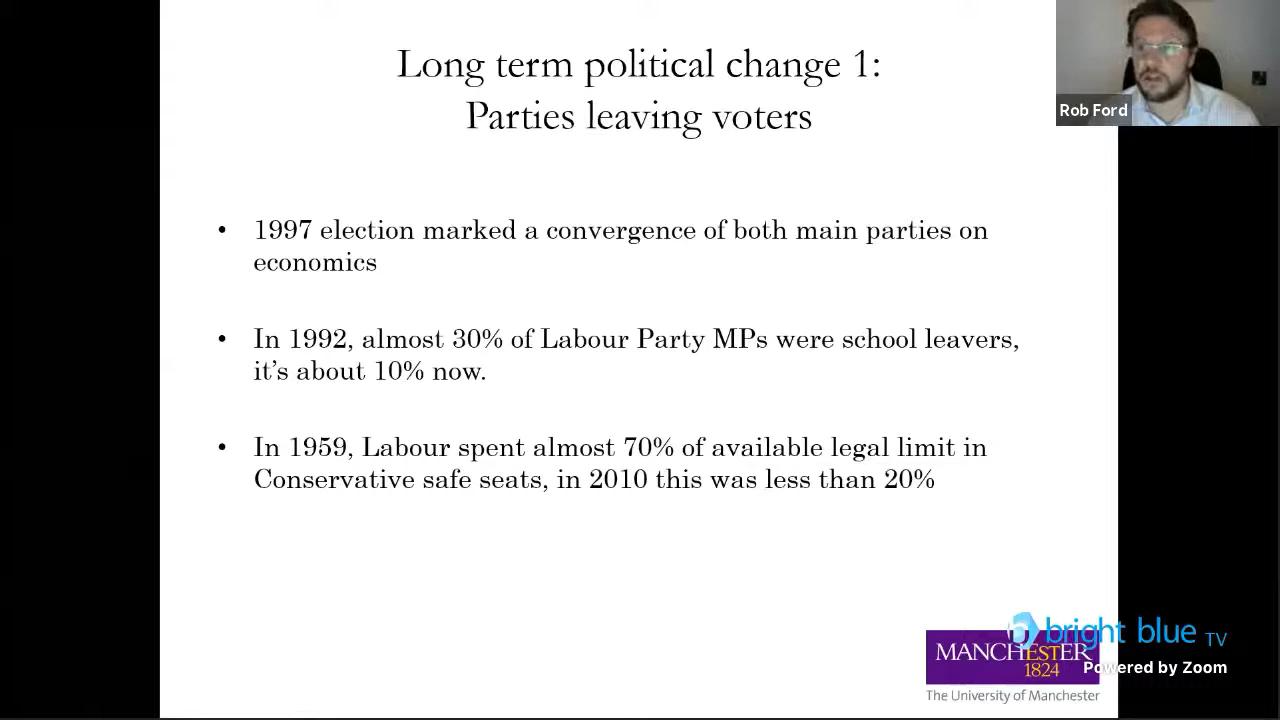 Long term political change 1:
Parties leaving voters
Rob Ford
• 1997 election marked a convergence of both main parties on
economics
• In 1992, almost 30% of Labour Party MPs were school leavers,
it’s about 10% now.
• In 1959, Labour spent almost 70% of available legal limit in
Conservative safe seats, in 2010 this was less than 20%
bright blue TV
MANCHESTER
1824
Powered by Zoom
The University of Manchester